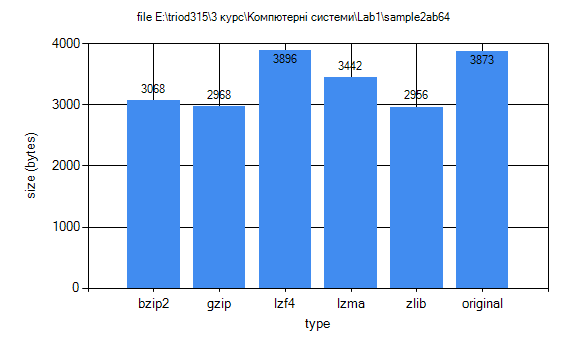 file E:\triod315\3 курс\Компютерні системи\Lab1\sample2ab64
4000
3000
2000
1000
0
size (bytes)
3068
2968
3896
3442
2956
3873
bzip2 gzip lzf4 lzma zlib original
type